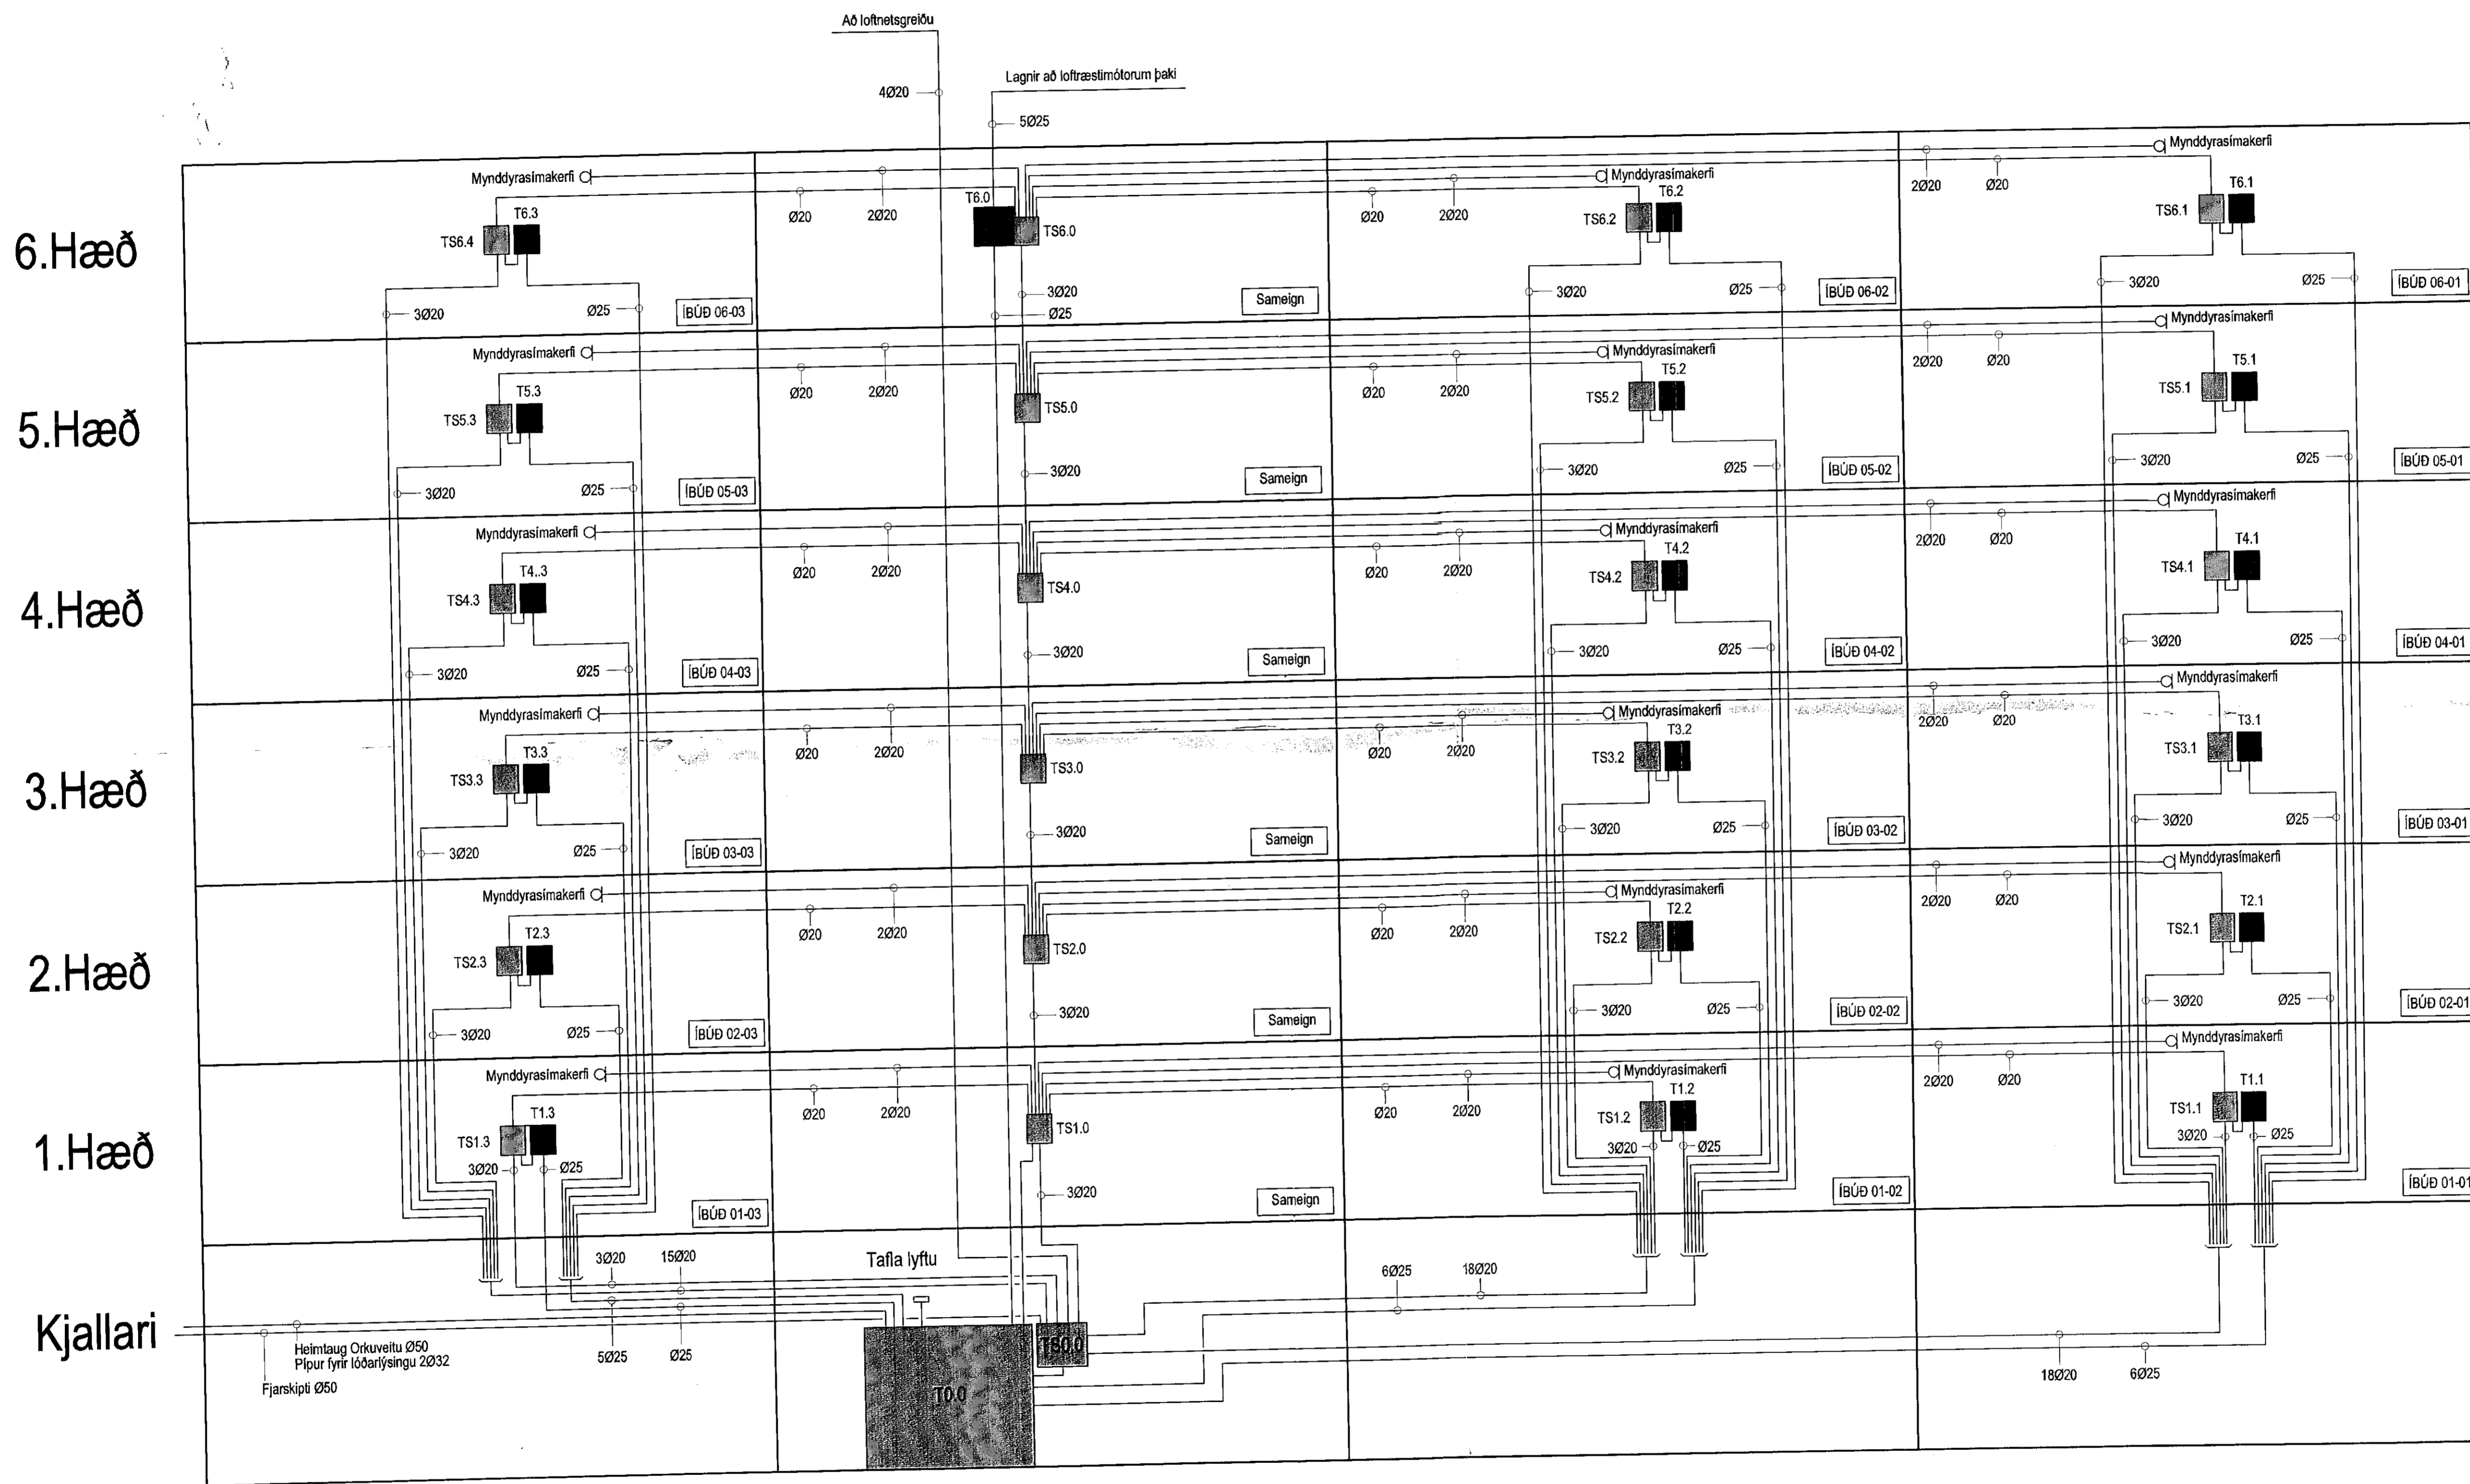 Að loftnetsgreiðu
4Ø20
Lagnir að loftræstimótorum þaki
5Ø25
6.Hæð
Mynddyrasímakerfi
T6.3
TS6.4
3Ø20
Ø25
ÍBÚÐ 06-03
Ø20
2Ø20
T6.0
TS6.0
3Ø20
Ø25
Sameign
Ø20
2Ø20
Mynddyrasímakerfi
T6.2
TS6.2
3Ø20
Ø25
ÍBÚÐ 06-02
2Ø20
Ø20
Mynddyrasímakerfi
T6.1
TS6.1
3Ø20
Ø25
ÍBÚÐ 06-01
5.Hæð
Mynddyrasímakerfi
T5.3
TS5.3
3Ø20
Ø25
ÍBÚÐ 05-03
Ø20
2Ø20
TS5.0
3Ø20
Sameign
Ø20
2Ø20
Mynddyrasímakerfi
T5.2
TS5.2
3Ø20
Ø25
ÍBÚÐ 05-02
2Ø20
Ø20
Mynddyrasímakerfi
T5.1
TS5.1
3Ø20
Ø25
ÍBÚÐ 05-01
4.Hæð
Mynddyrasímakerfi
T4..3
TS4.3
3Ø20
Ø25
ÍBÚÐ 04-03
Ø20
2Ø20
TS4.0
3Ø20
Sameign
Ø20
2Ø20
Mynddyrasímakerfi
T4.2
TS4.2
3Ø20
Ø25
ÍBÚÐ 04-02
2Ø20
Ø20
Mynddyrasímakerfi
T4.1
TS4.1
3Ø20
Ø25
ÍBÚÐ 04-01
3.Hæð
Mynddyrasímakerfi
T3.3
TS3.3
3Ø20
Ø25
ÍBÚÐ 03-03
Ø20
2Ø20
TS3.0
3Ø20
Sameign
Ø20
2Ø20
Mynddyrasímakerfi
T3.2
TS3.2
3Ø20
Ø25
ÍBÚÐ 03-02
2Ø20
Ø20
Mynddyrasímakerfi
T3.1
TS3.1
3Ø20
Ø25
ÍBÚÐ 03-01
2.Hæð
Mynddyrasímakerfi
T2.3
TS2.3
3Ø20
Ø25
ÍBÚÐ 02-03
Ø20
2Ø20
TS2.0
3Ø20
Sameign
Ø20
2Ø20
Mynddyrasímakerfi
T2.2
TS2.2
3Ø20
Ø25
ÍBÚÐ 02-02
2Ø20
Ø20
Mynddyrasímakerfi
T2.1
TS2.1
3Ø20
Ø25
ÍBÚÐ 02-01
1.Hæð
Mynddyrasímakerfi
T1.3
TS1.3
3Ø20
Ø25
ÍBÚÐ 01-03
Ø20
2Ø20
TS1.0
3Ø20
Sameign
Ø20
2Ø20
Mynddyrasímakerfi
T1.2
TS1.2
3Ø20
Ø25
ÍBÚÐ 01-02
2Ø20
Ø20
Mynddyrasímakerfi
T1.1
TS1.1
3Ø20
Ø25
ÍBÚÐ 01-01
Kjallari
3Ø20
15Ø20
Tafla lyftu
6Ø25
18Ø20
Heimtaug Orkuveitu Ø50
Pípur fyrir lóðarlýsingu 2Ø32
Fjarskipti Ø50
5Ø25
Ø25
TS0.0
T0.0
18Ø20
6Ø25